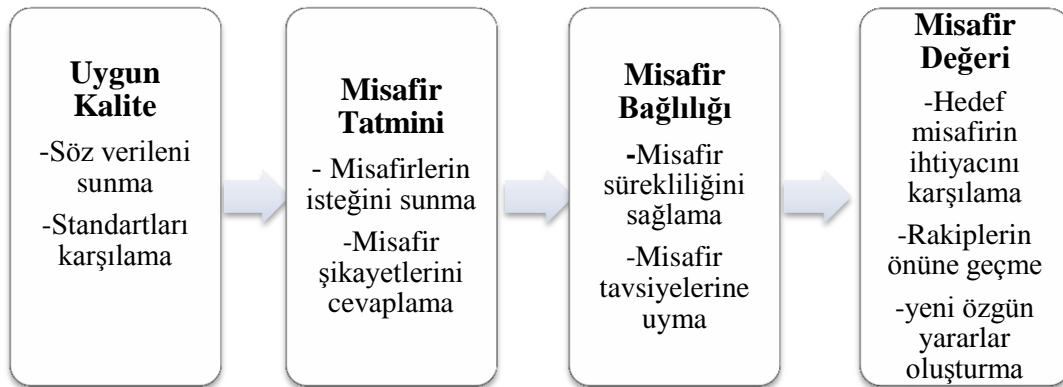 Uygun
Kalite
-Söz verileni
sunma
-Standartları
karşılama
Misafir
Tatmini
- Misafirlerin
isteğini sunma
-Misafir
şikayetlerini
cevaplama
Misafir
Bağlılığı
-Misafir
sürekliliğini
sağlama
-Misafir
tavsiyelerine
uyma
Misafir
Değeri
-Hedef
misafirin
ihtiyacını
karşılama
-Rakiplerin
önüne geçme
-yeni özgün
yararlar
oluşturma